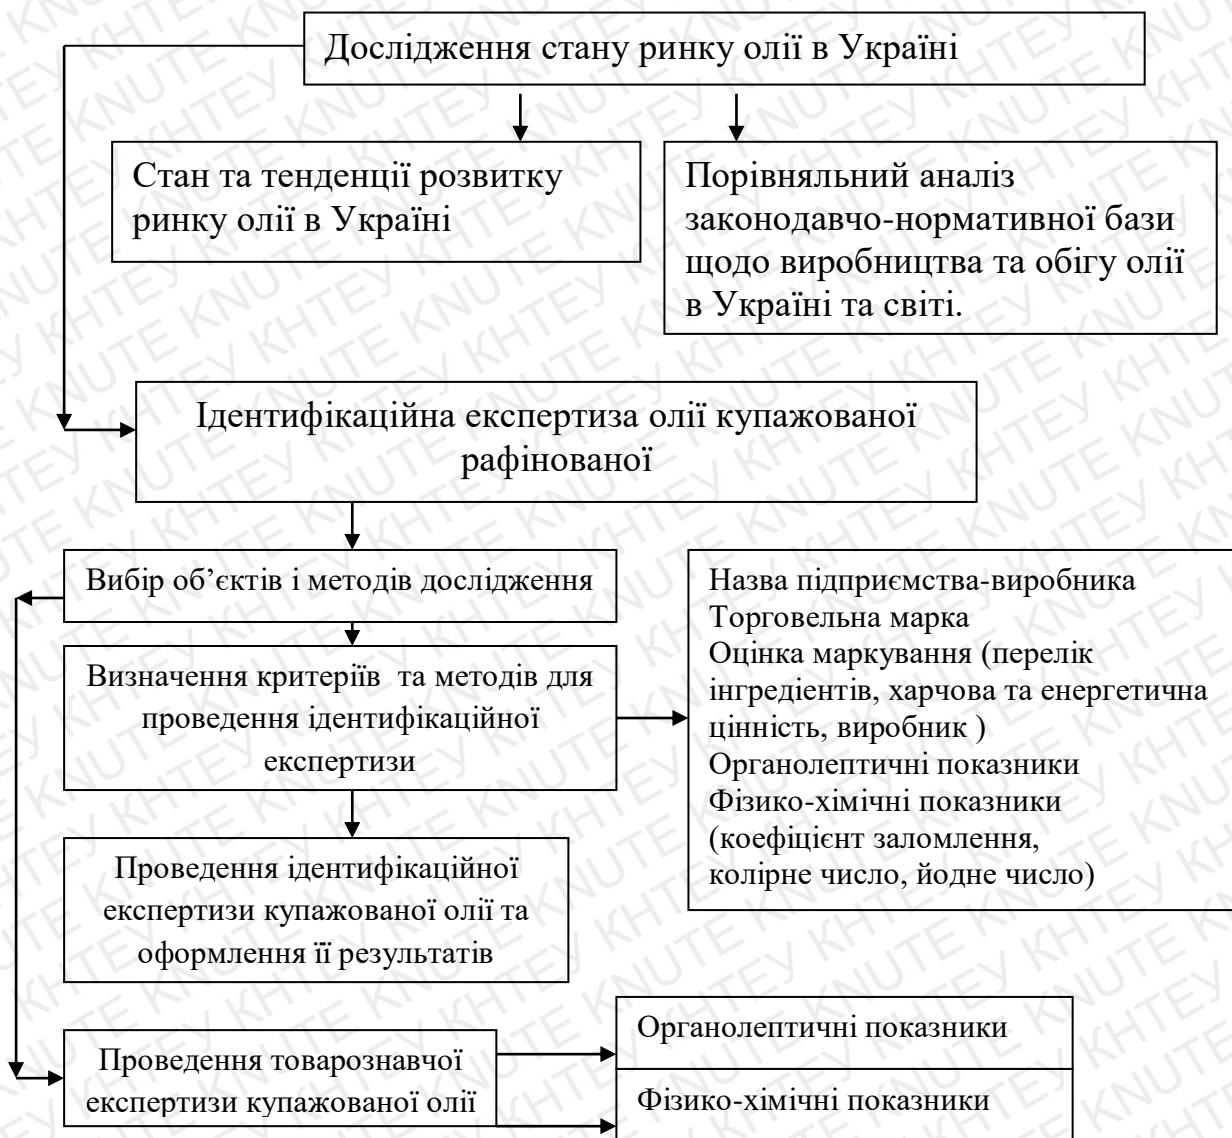 Дослідження стану ринку олії в Україні
Стан та тенденції розвитку
ринку олії в Україні
Порівняльний аналіз
законодавчо-нормативної бази
щодо виробництва та обігу олії
в Україні та світі.
Ідентифікаційна експертиза олії купажованої
рафінованої
Вибір об’єктів і методів дослідження
Визначення критеріїв та методів для
проведення ідентифікаційної
експертизи
Назва підприємства-виробника
Торговельна марка
Оцінка маркування (перелік
інгредієнтів, харчова та енергетична
цінність, виробник )
Органолептичні показники
Фізико-хімічні показники
(коефіцієнт заломлення,
колірне число, йодне число)
Проведення ідентифікаційної
експертизи купажованої олії та
оформлення її результатів
Проведення товарознавчої
експертизи купажованої олії
Органолептичні показники
Фізико-хімічні показники